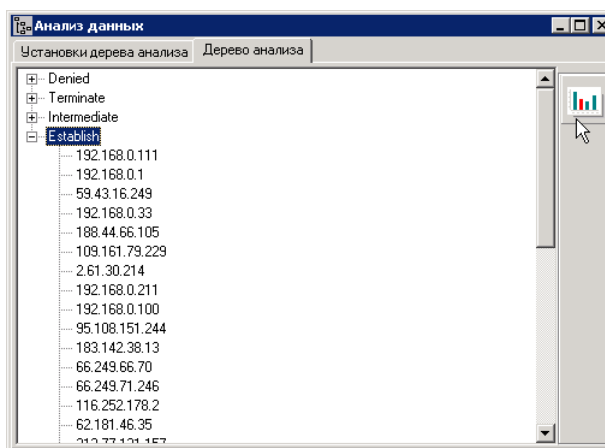 Анализ данных
Установки дерева анализа Дерево анализа
Denied
Terminate
Intermediate
Establish
192.168.0.111
192.168.0.1
59.43.16.249
192.168.0.33
188.44.66.105
109.161.79.229
2.61.30.214
192.168.0.211
192.168.0.100
95.108.151.244
183.142.38.13
66.249.66.70
66.249.71.246
116.252.178.2
62.181.46.35